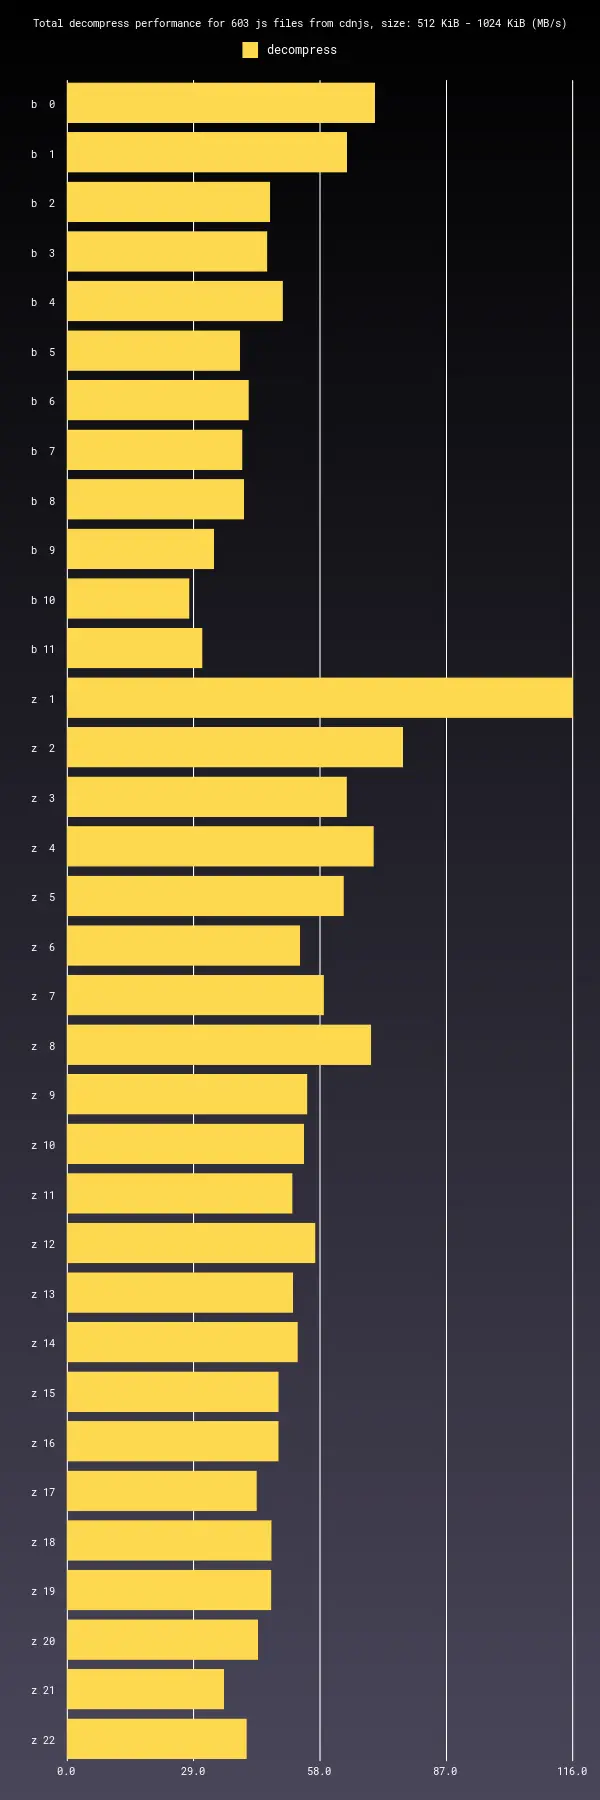 Total decompress performance for 603 js files from cdnjs, size: 512 KiB - 1024 KiB (MB/s)
decompress
b 0
b 1
b 2
b 3
b 4
b 5
b 6
b 7
b 8
b 9
b 10
b 11
z 1
z 2
z 3
z 4
z 5
z 6
z 7
z 8
z 9
z 10
z 11
z 12
z 13
z 14
z 15
z 16
z 17
z 18
z 19
z 20
z 21
z 22
0.0 29.0 58.0 87.0 116.0